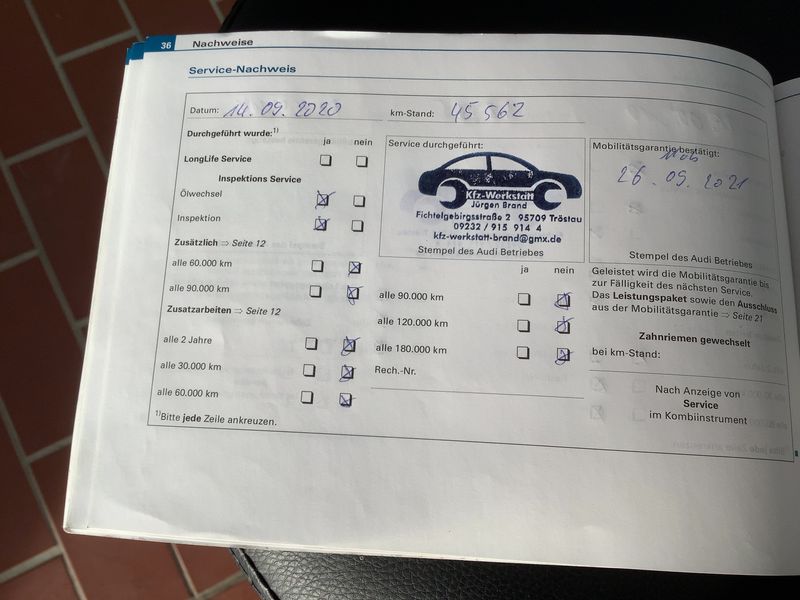 36 Nachweise
Service-Nachweis
Datum: 14.09.2020 km-Stand: 45 562
Durchgeführt wurde:1)
ja nein
LongLife Service
Inspektions Service
Ölwechsel
Inspektion
Zusätzlich ⇒ Seite 12
alle 60.000 km
alle 90.000 km
Zusatzarbeiten ⇒ Seite 12
alle 2 Jahre
alle 30.000 km
alle 60.000 km
1)Bitte jede Zeile ankreuzen.
Service durchgeführt:
Kfz-Werkstatt
Jürgen Brand
Fichtelgebirgsstraße 2 95709 Tröstau
09232 / 915 914 4
kfz-werkstatt-brand@gmx.de
Stempel des Audi Betriebes
ja nein
alle 90.000 km
alle 120.000 km
alle 180.000 km
Rech.-Nr.
Mobilitätsgarantie bestätigt:
26.09.2021
Stempel des Audi Betriebes
Geleistet wird die Mobilitätsgarantie bis
zur Fälligkeit des nächsten Service.
Das Leistungspaket sowie den Ausschluss
aus der Mobilitätsgarantie ⇒ Seite 21
Zahnriemen gewechselt
bei km-Stand:
Nach Anzeige von
Service
im Kombiinstrument